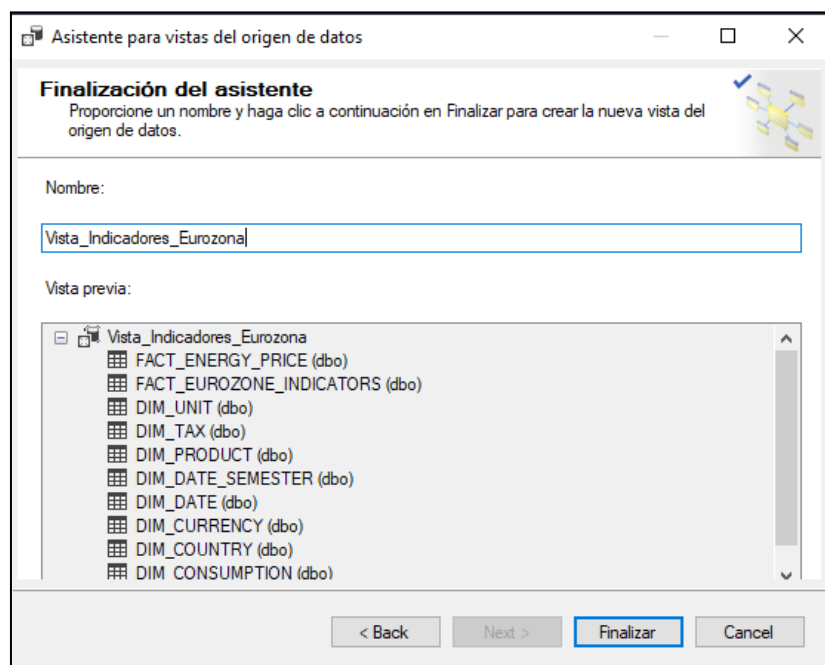 Asistente para vistas del origen de datos
Finalización del asistente
Proporcione un nombre y haga clic a continuación en Finalizar para crear la nueva vista del
origen de datos.
Nombre:
Vista_Indicadores_Eurozona
Vista previa:
Vista_Indicadores_Eurozona
FACT_ENERGY_PRICE (dbo)
FACT_EUROZONE_INDICATORS (dbo)
DIM_UNIT (dbo)
DIM_TAX (dbo)
DIM_PRODUCT (dbo)
DIM_DATE_SEMESTER (dbo)
DIM_DATE (dbo)
DIM_CURRENCY (dbo)
DIM_COUNTRY (dbo)
DIM_CONSUMPTION (dbo)
< Back Next > Finalizar Cancel